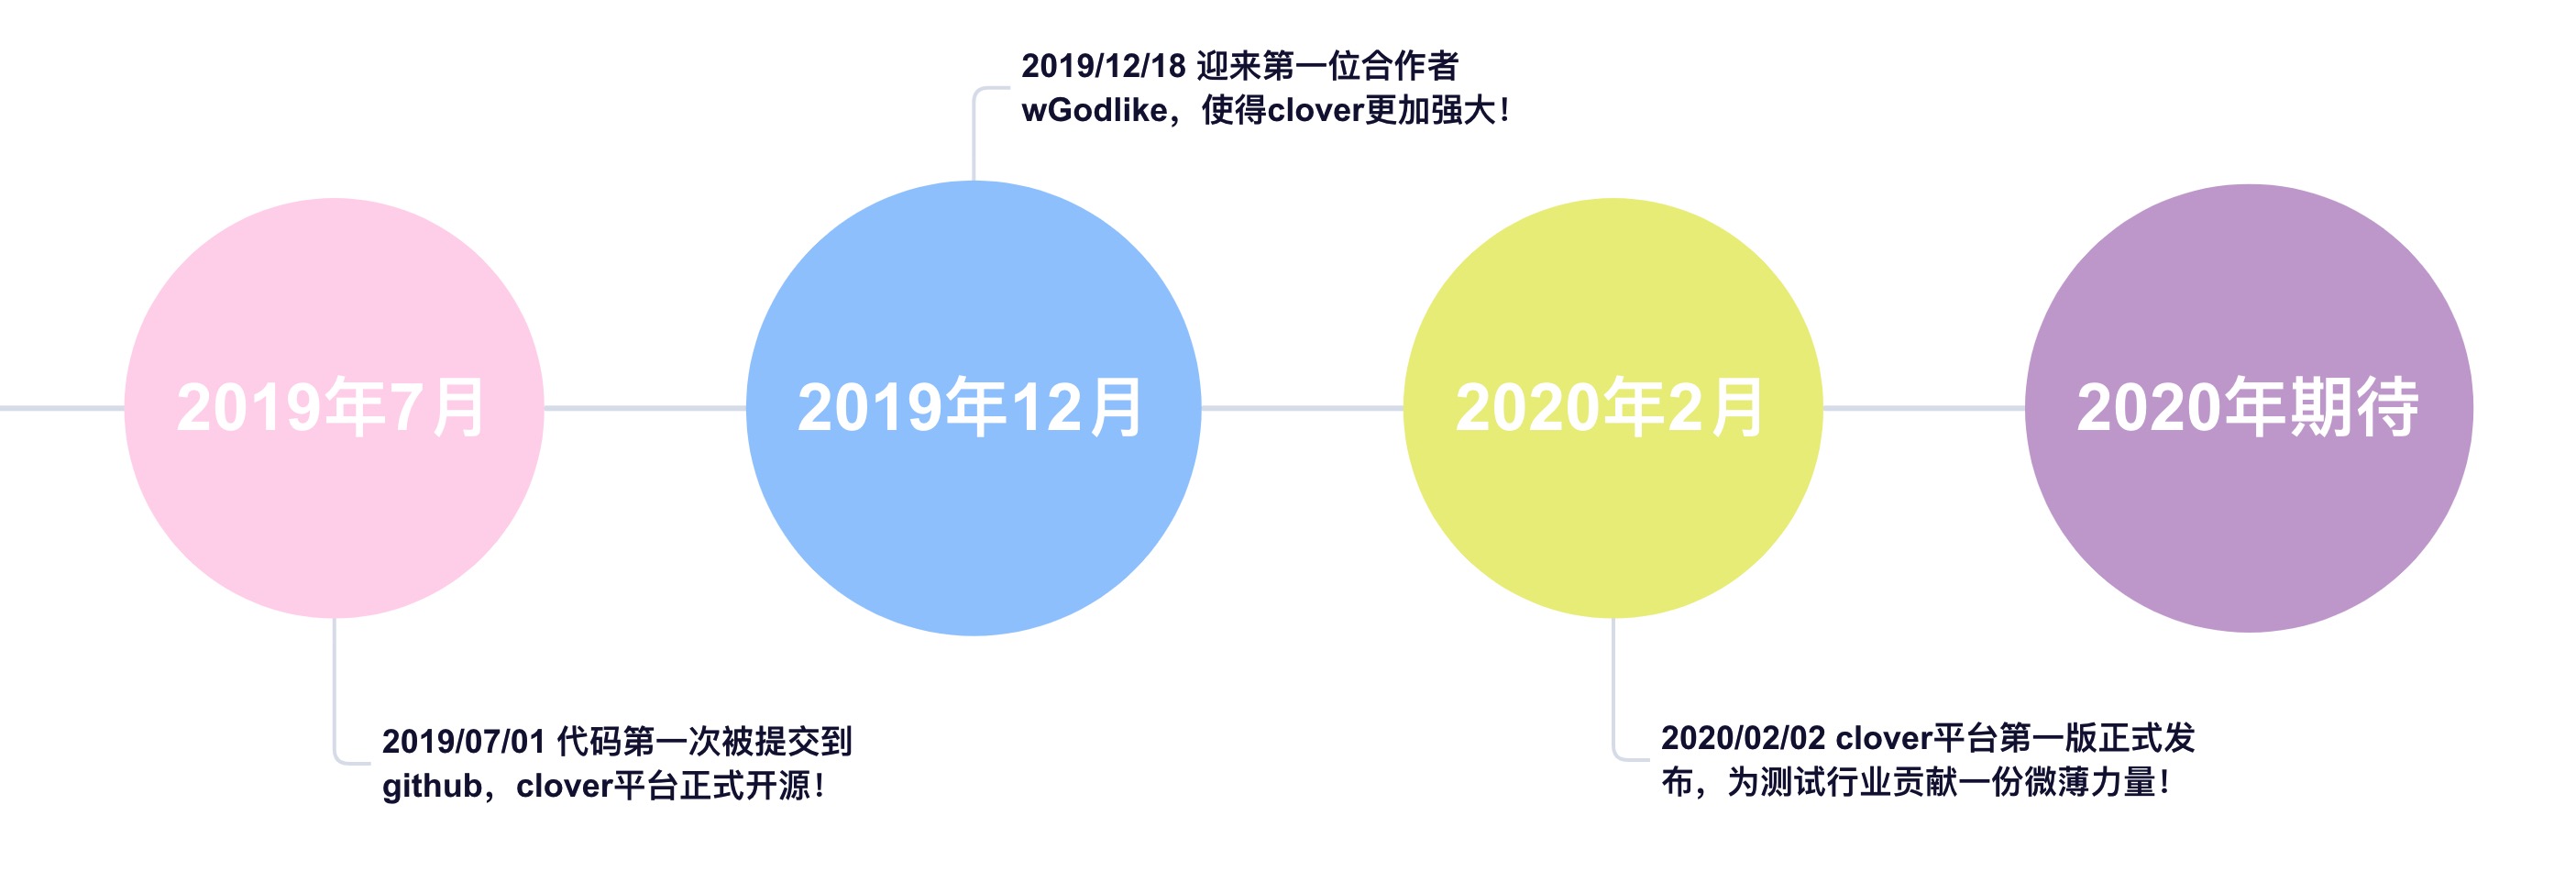 2019/12/18 迎来第一位合作者
wGodlike，使得clover更加强大！
2019年7月
2019年12月
2020年2月
2020年期待
2019/07/01 代码第一次被提交到
github，clover平台正式开源！
2020/02/02 clover平台第一版正式发
布，为测试行业贡献一份微薄力量！